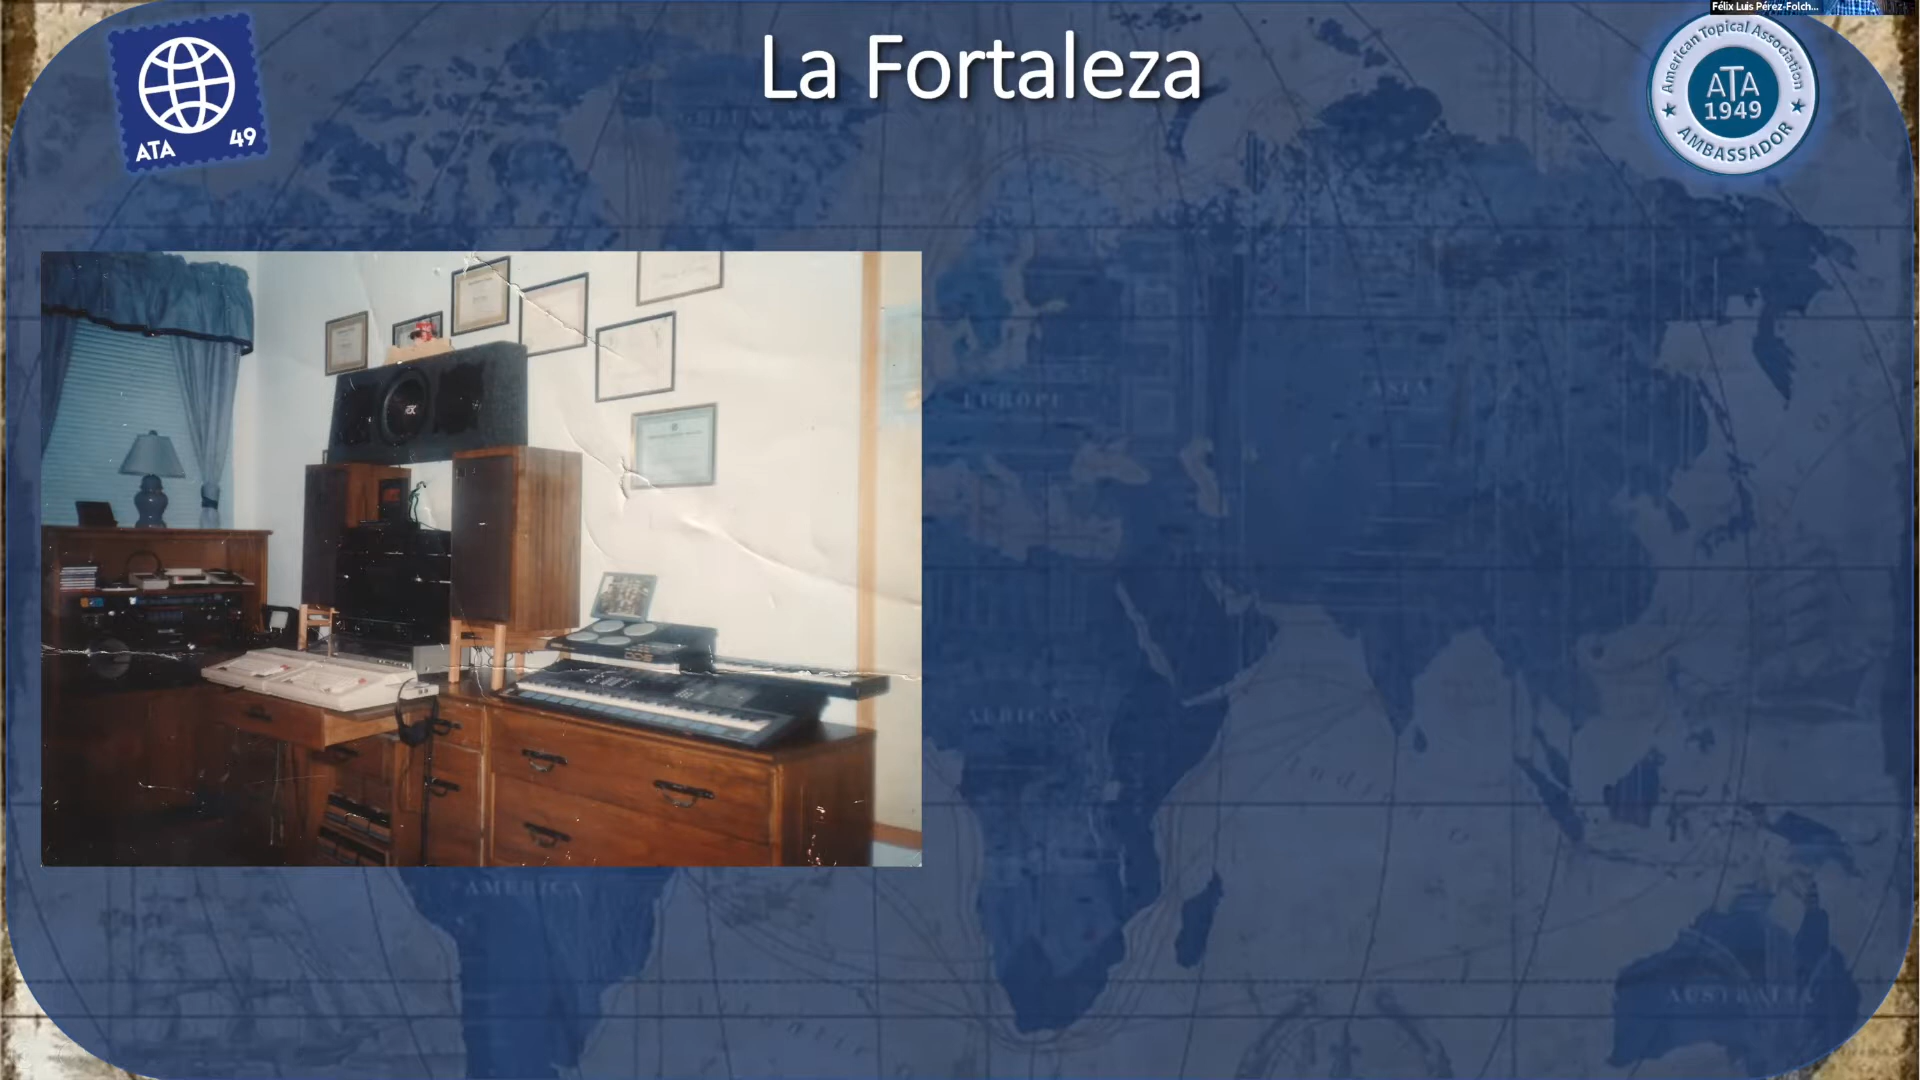 Félix Luis Pérez-Folch...
La Fortaleza
ATA
49
American Topical Association
ATA
1949
AMBASSADOR
GREENLAND
EUROPE
ASIA
AFRICA
AMERICA
AUSTRALIA